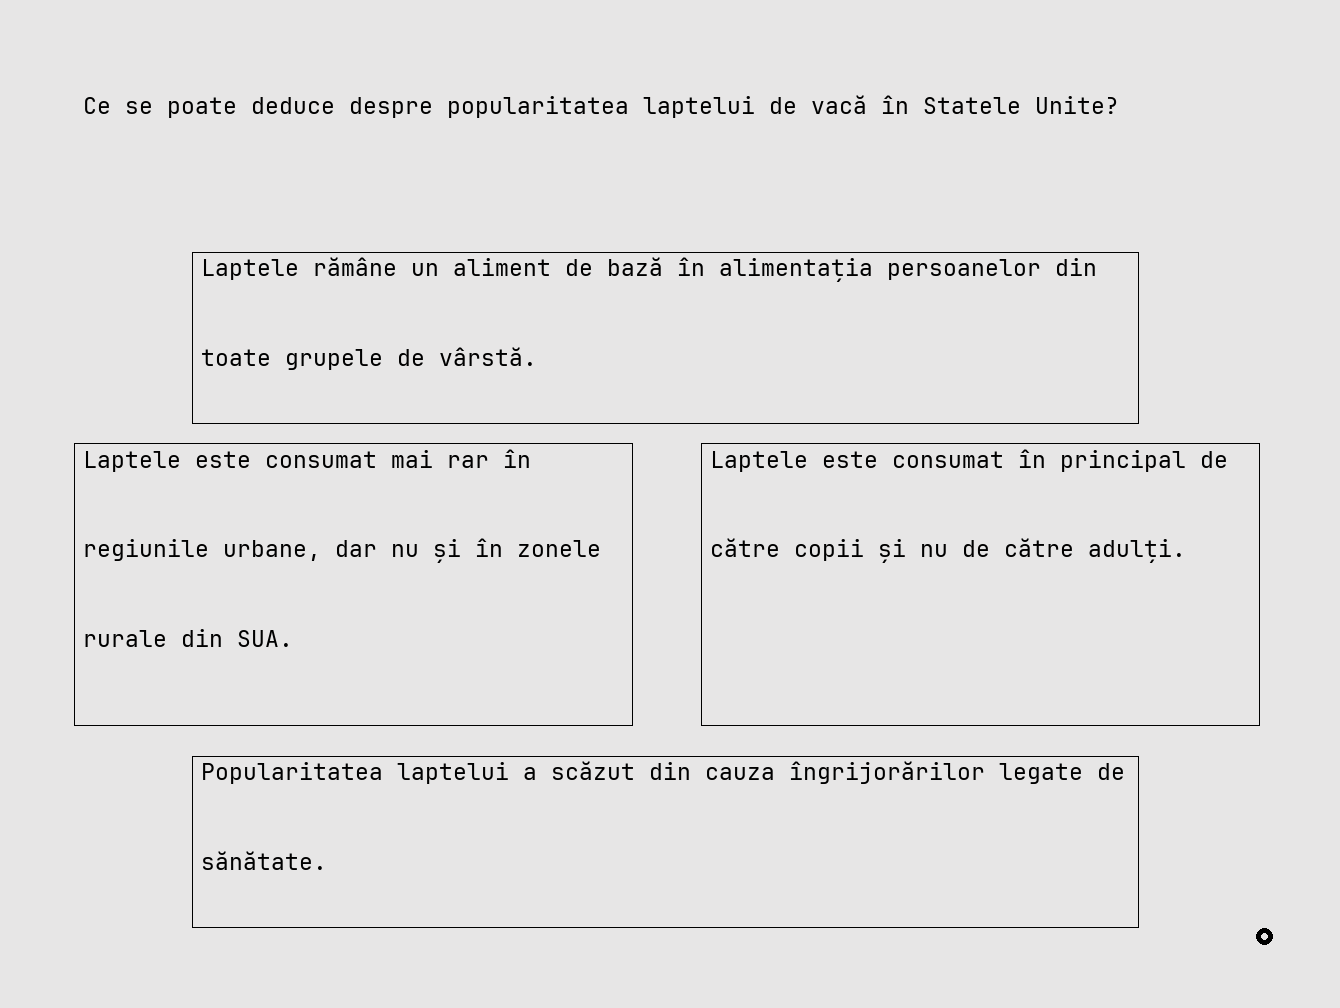 Ce se poate deduce despre popularitatea laptelui de vacă în Statele Unite?
Laptele rămâne un aliment de bază în alimentația persoanelor din
toate grupele de vârstă.
Laptele este consumat mai rar în
regiunile urbane, dar nu și în zonele
rurale din SUA.
Laptele este consumat în principal de
către copii și nu de către adulți.
Popularitatea laptelui a scăzut din cauza îngrijorărilor legate de
sănătate.